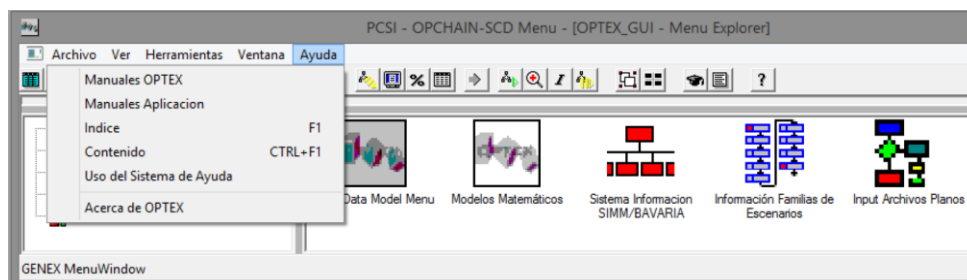 PCSI - OPCHAIN-SCD Menu - [OPTEX_GUI - Menu Explorer]
Archivo Ver Herramientas Ventana Ayuda
Manuales OPTEX
Manuales Aplicacion
Indice F1
Contenido CTRL+F1
Uso del Sistema de Ayuda
Acerca de OPTEX
Data Model Menu
Modelos Matemáticos
Sistema Informacion
SIMM/BAVARIA
Información Familias de
Escenarios
Input Archivos Planos
GENEX MenuWindow